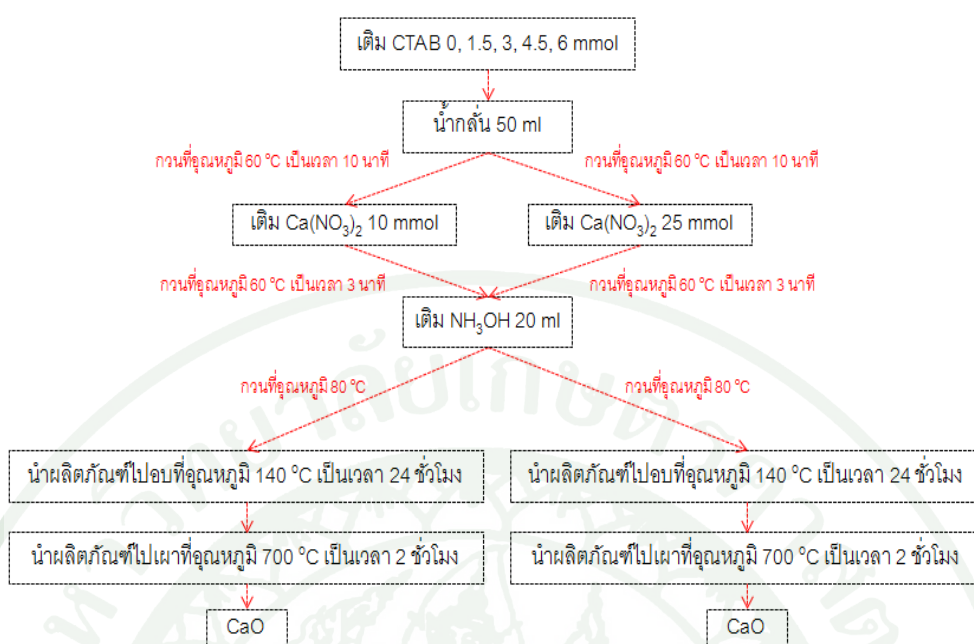 เติม CTAB 0, 1.5, 3, 4.5, 6 mmol
น้ำกลั่น 50 ml
กวนที่อุณหภูมิ 60 °C เป็นเวลา 10 นาที
กวนที่อุณหภูมิ 60 °C เป็นเวลา 10 นาที
เติม Ca(NO₃)₂ 10 mmol
เติม Ca(NO₃)₂ 25 mmol
กวนที่อุณหภูมิ 60 °C เป็นเวลา 3 นาที
กวนที่อุณหภูมิ 60 °C เป็นเวลา 3 นาที
เติม NH₃OH 20 ml
กวนที่อุณหภูมิ 80 °C
กวนที่อุณหภูมิ 80 °C
นำผลิตภัณฑ์ไปอบที่อุณหภูมิ 140 °C เป็นเวลา 24 ชั่วโมง
นำผลิตภัณฑ์ไปอบที่อุณหภูมิ 140 °C เป็นเวลา 24 ชั่วโมง
นำผลิตภัณฑ์ไปเผาที่อุณหภูมิ 700 °C เป็นเวลา 2 ชั่วโมง
นำผลิตภัณฑ์ไปเผาที่อุณหภูมิ 700 °C เป็นเวลา 2 ชั่วโมง
CaO
CaO